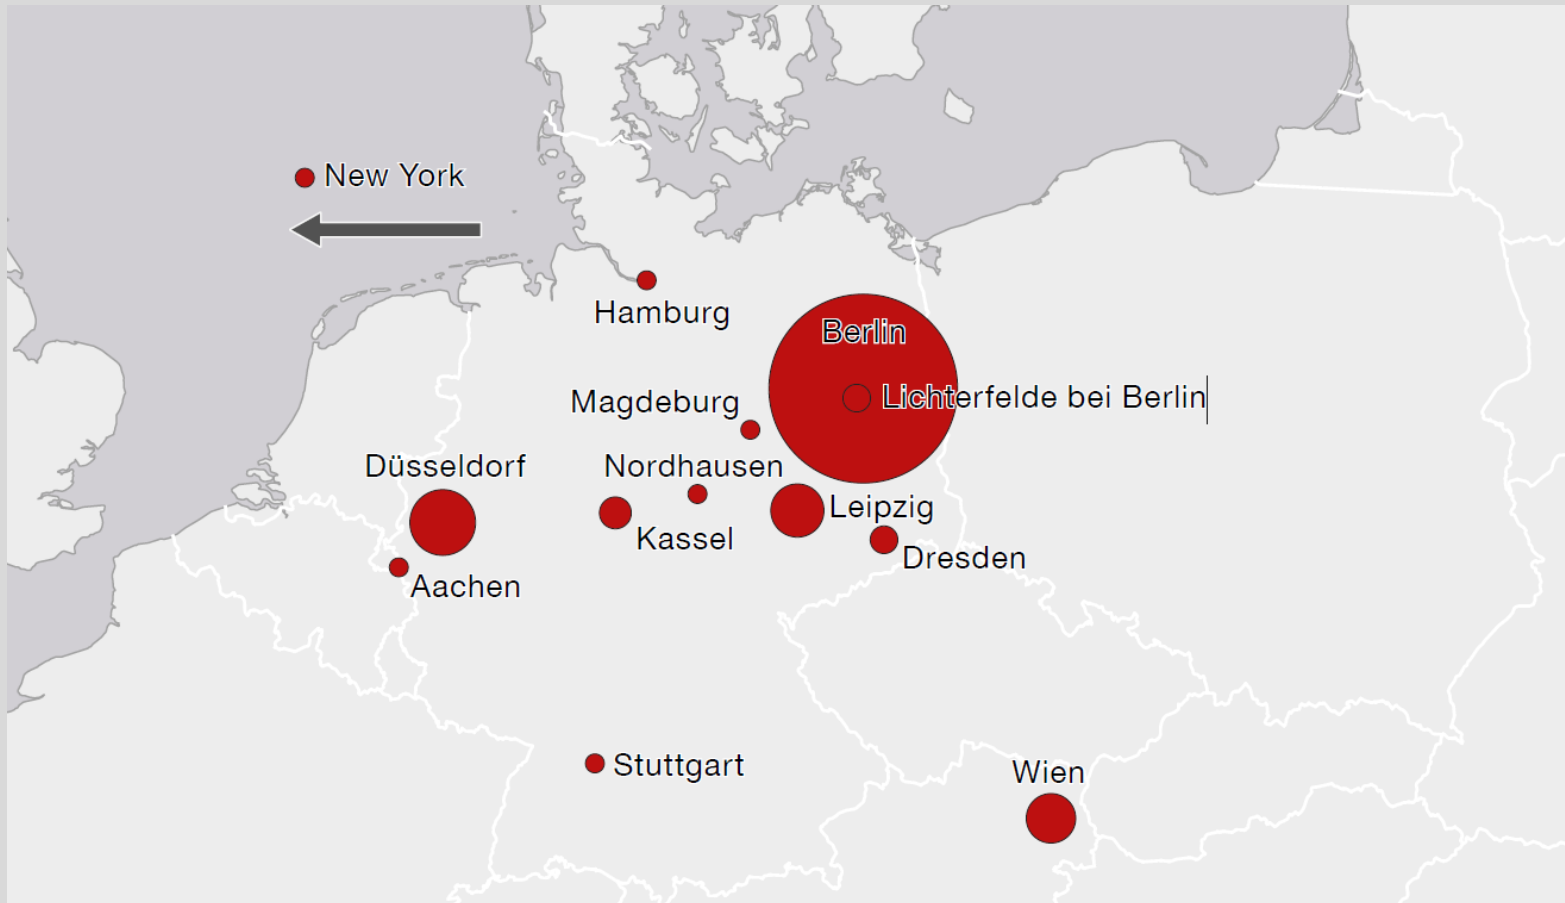 New York
Hamburg
Berlin
Lichterfelde bei Berlin
Magdeburg
Düsseldorf
Nordhausen
Leipzig
Kassel
Dresden
Aachen
Stuttgart
Wien